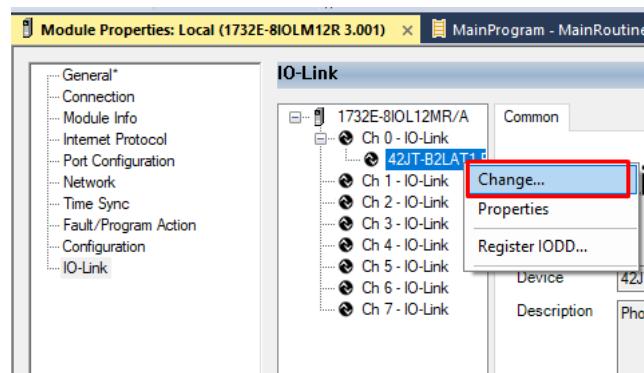 Module Properties: Local (1732E-8IOLM12R 3.001)
MainProgram - MainRoutine
General*
Connection
Module Info
Internet Protocol
Port Configuration
Network
Time Sync
Fault/Program Action
Configuration
IO-Link
IO-Link
1732E-8IOL12MR/A
Ch 0 - IO-Link
42JT-B2LAT1
Ch 1 - IO-Link
Ch 2 - IO-Link
Ch 3 - IO-Link
Ch 4 - IO-Link
Ch 5 - IO-Link
Ch 6 - IO-Link
Ch 7 - IO-Link
Common
Change...
Properties
Register IODD...
Device
42J
Description
Pho